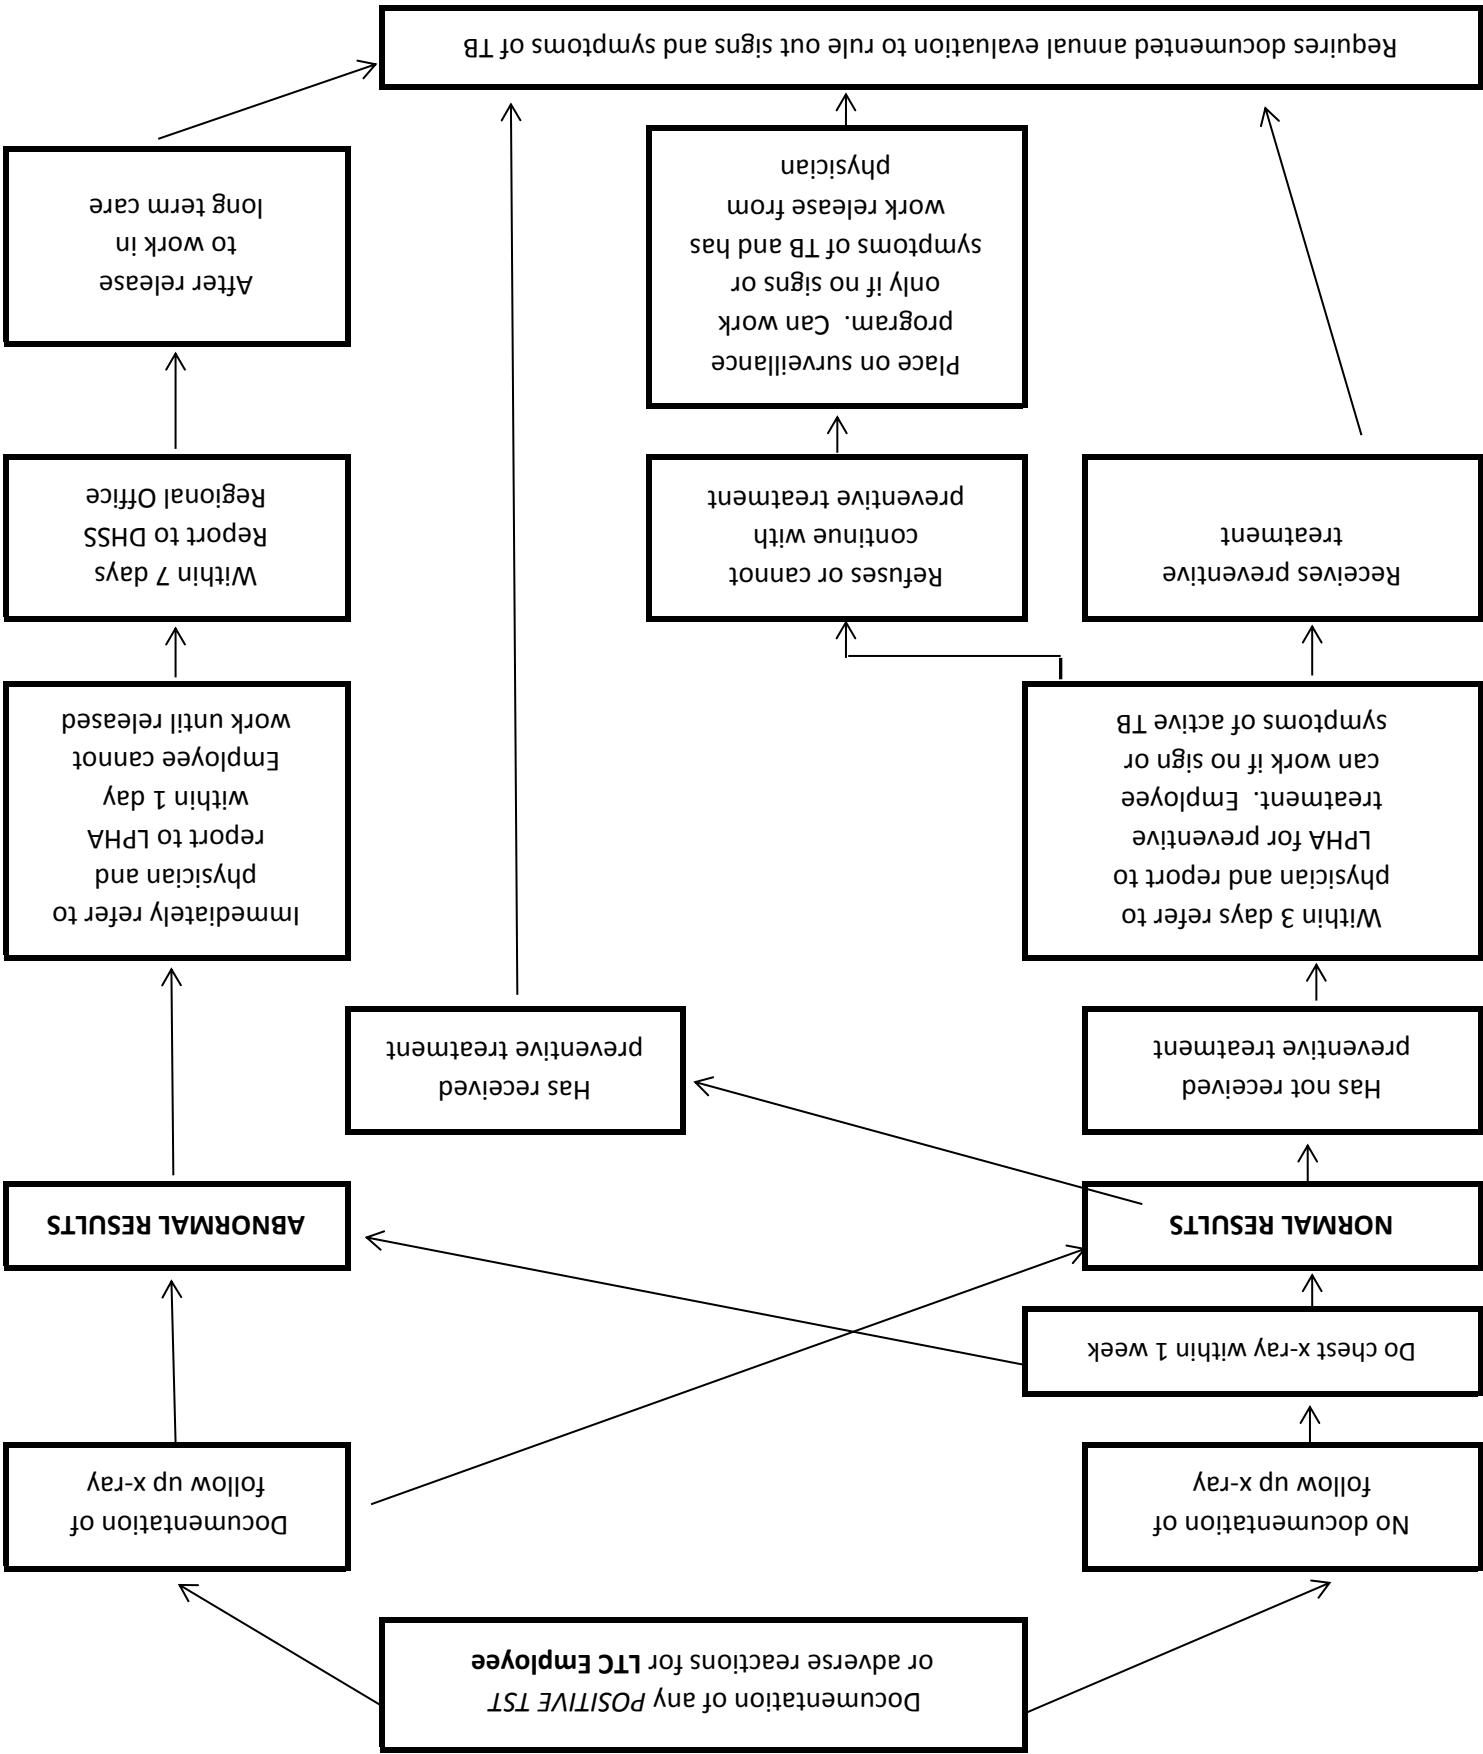 Documentation of any POSITIVE TST
or adverse reactions for LTC Employee
No documentation of
follow up x-ray
Documentation of
follow up x-ray
Do chest x-ray within 1 week
NORMAL RESULTS
ABNORMAL RESULTS
Has not received
preventive treatment
Has received
preventive treatment
Within 3 days refer to
physician and report to
LPHA for preventive
treatment. Employee
can work if no sign or
symptoms of active TB
Immediately refer to
physician and
report to LPHA
within 1 day
Employee cannot
work until released
Receives preventive
treatment
Refuses or cannot
continue with
preventive treatment
Within 7 days
Report to DHSS
Regional Office
Place on surveillance
program. Can work
only if no signs or
symptoms of TB and has
work release from
physician
After release
to work in
long term care
Requires documented annual evaluation to rule out signs and symptoms of TB